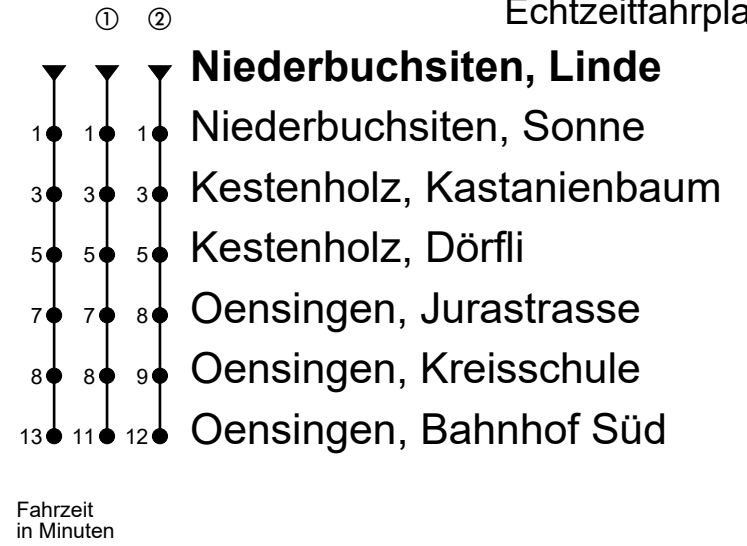 ① ② Echtzeitfahrpla
Niederbuchsiten, Linde
1 1 1 Niederbuchsiten, Sonne
3 3 3 Kestenholz, Kastanienbaum
5 5 5 Kestenholz, Dörfli
7 7 8 Oensingen, Jurastrasse
8 8 9 Oensingen, Kreisschule
13 11 12 Oensingen, Bahnhof Süd
Fahrzeit
in Minuten